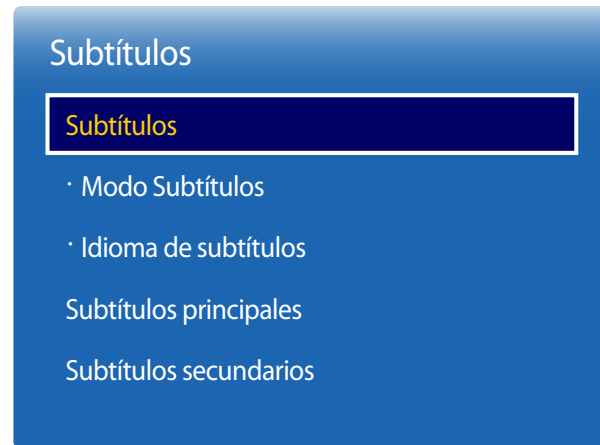 Subtítulos
Subtítulos
· Modo Subtítulos
· Idioma de subtítulos
Subtítulos principales
Subtítulos secundarios